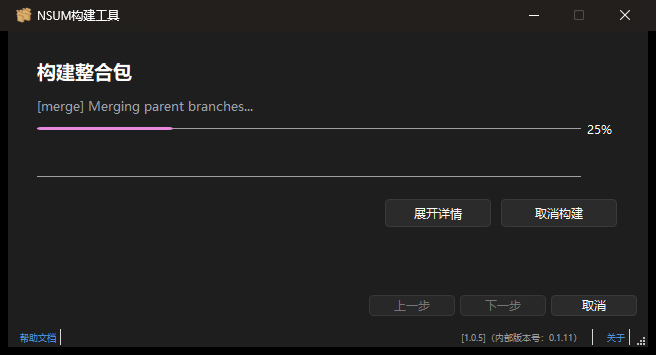 NSUM构建工具
构建整合包
[merge] Merging parent branches...
25%
展开详情 取消构建
上一步 下一步 取消
帮助文档 [1.0.5]（内部版本号：0.1.11） 关于